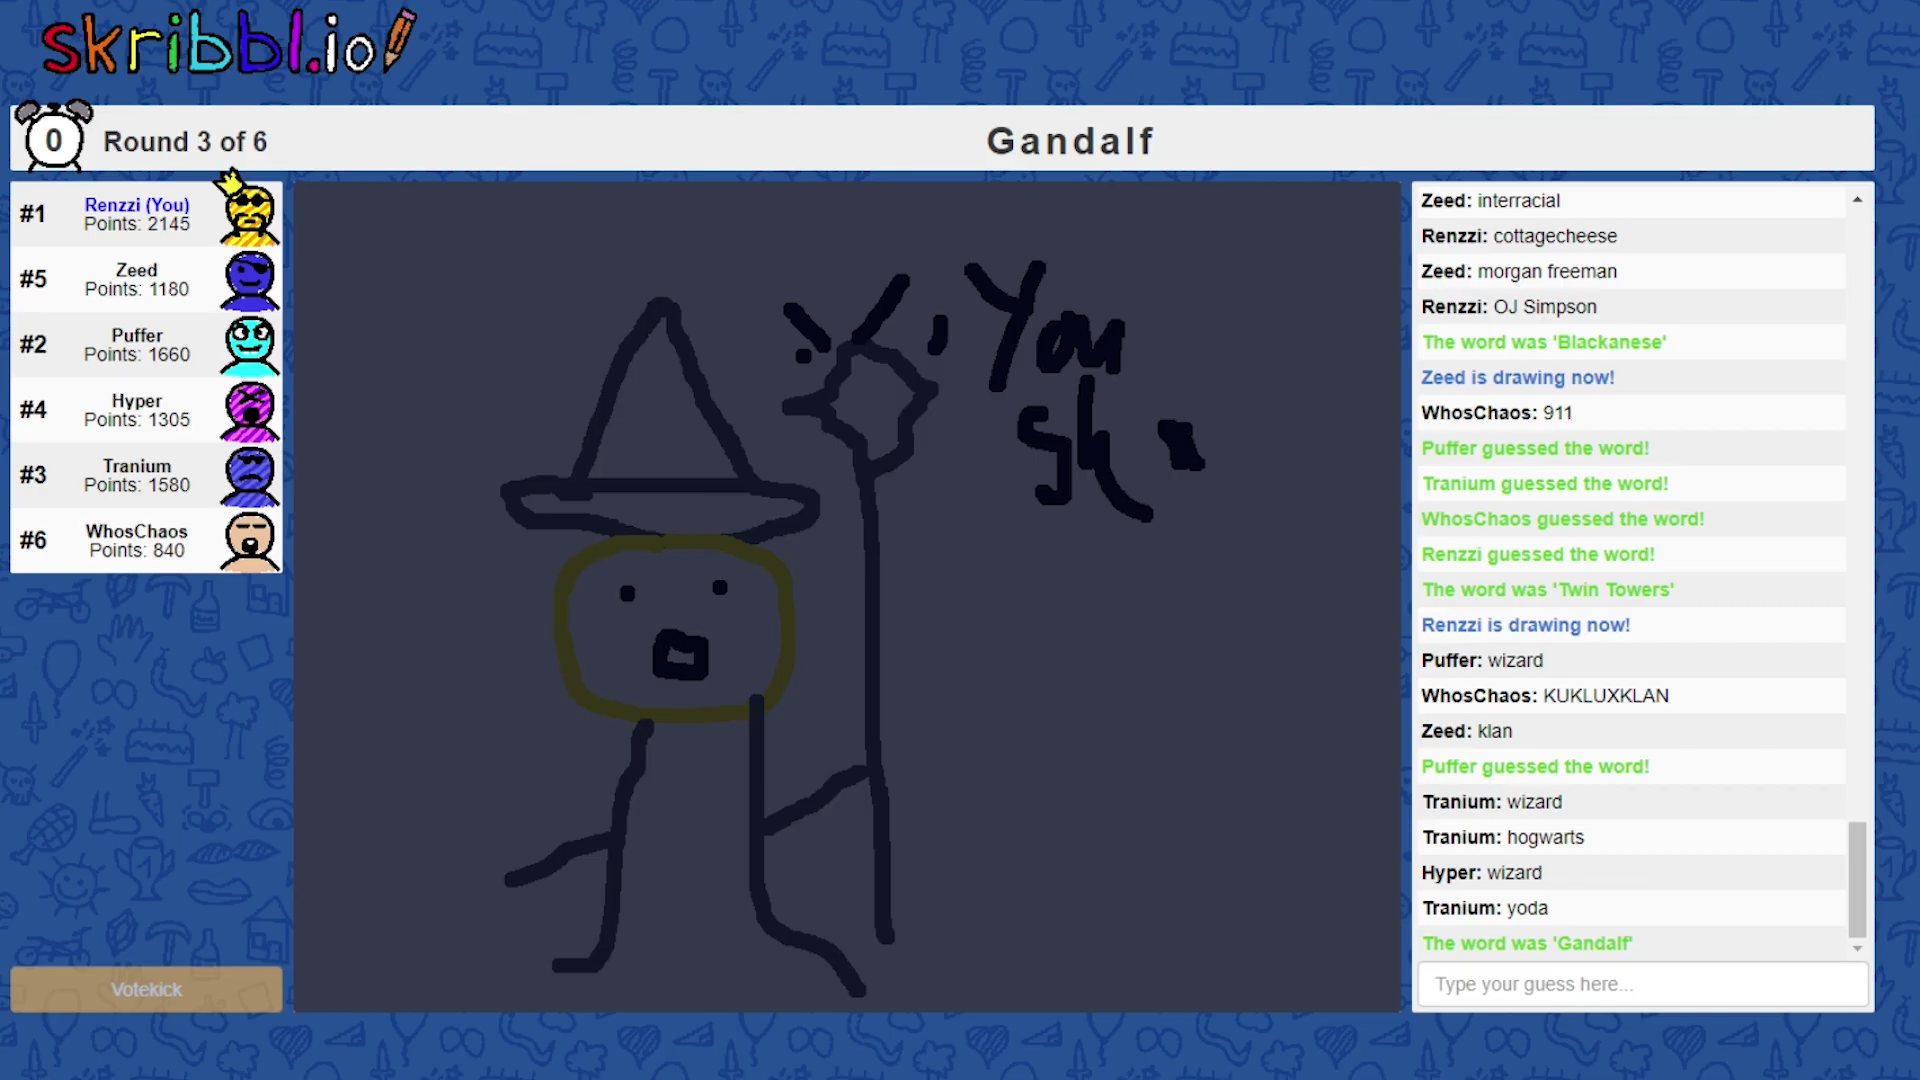 skribbl.io
0
Round 3 of 6
Gandalf
#1
Renzzi (You)
Points: 2145
#5
Zeed
Points: 1180
#2
Puffer
Points: 1660
#4
Hyper
Points: 1305
#3
Tranium
Points: 1580
#6
WhosChaos
Points: 840
Votekick
You
Sh
Zeed: interracial
Renzzi: cottagecheese
Zeed: morgan freeman
Renzzi: OJ Simpson
The word was 'Blackanese'
Zeed is drawing now!
WhosChaos: 911
Puffer guessed the word!
Tranium guessed the word!
WhosChaos guessed the word!
Renzzi guessed the word!
The word was 'Twin Towers'
Renzzi is drawing now!
Puffer: wizard
WhosChaos: KUKLUXKLAN
Zeed: klan
Puffer guessed the word!
Tranium: wizard
Tranium: hogwarts
Hyper: wizard
Tranium: yoda
The word was 'Gandalf'
Type your guess here...